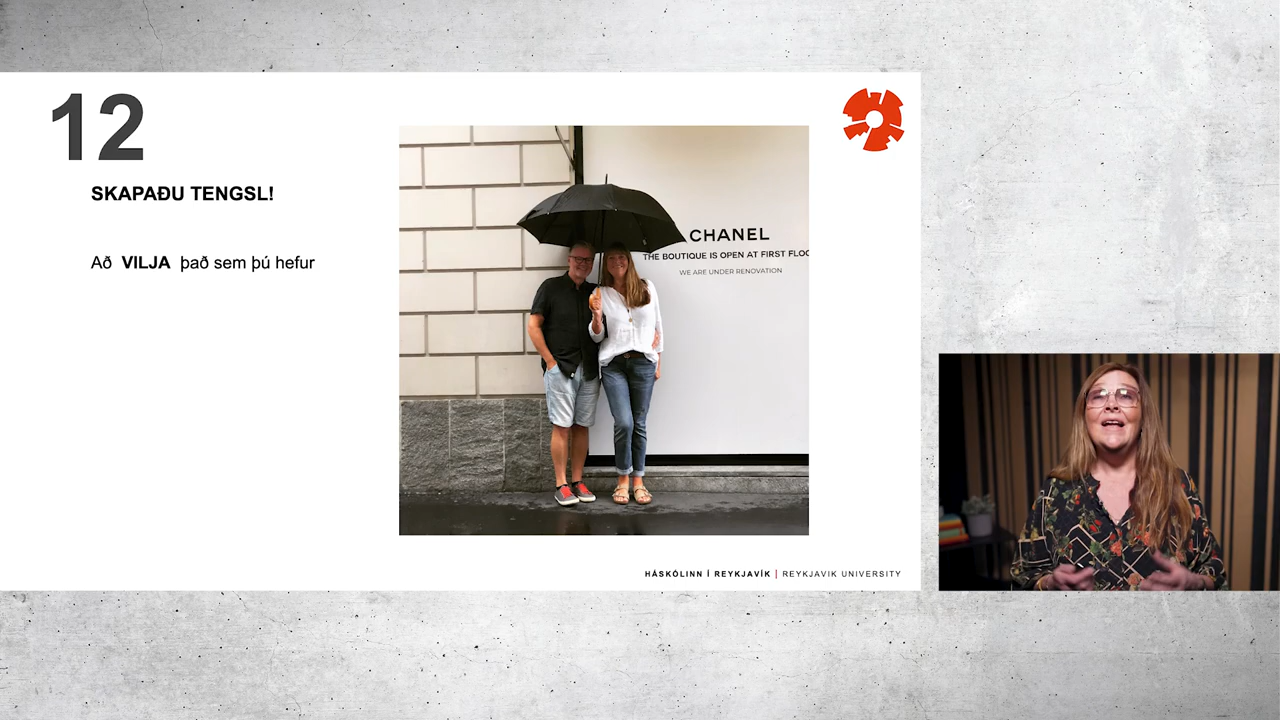 12
SKAPAÐU TENGSL!
Að VILJA það sem þú hefur
CHANEL
THE BOUTIQUE IS OPEN AT FIRST
WE ARE UNDER RENOVATION
HÁSKÓLINN Í REYKJAVÍK | REYKJAVIK UNIVERSITY